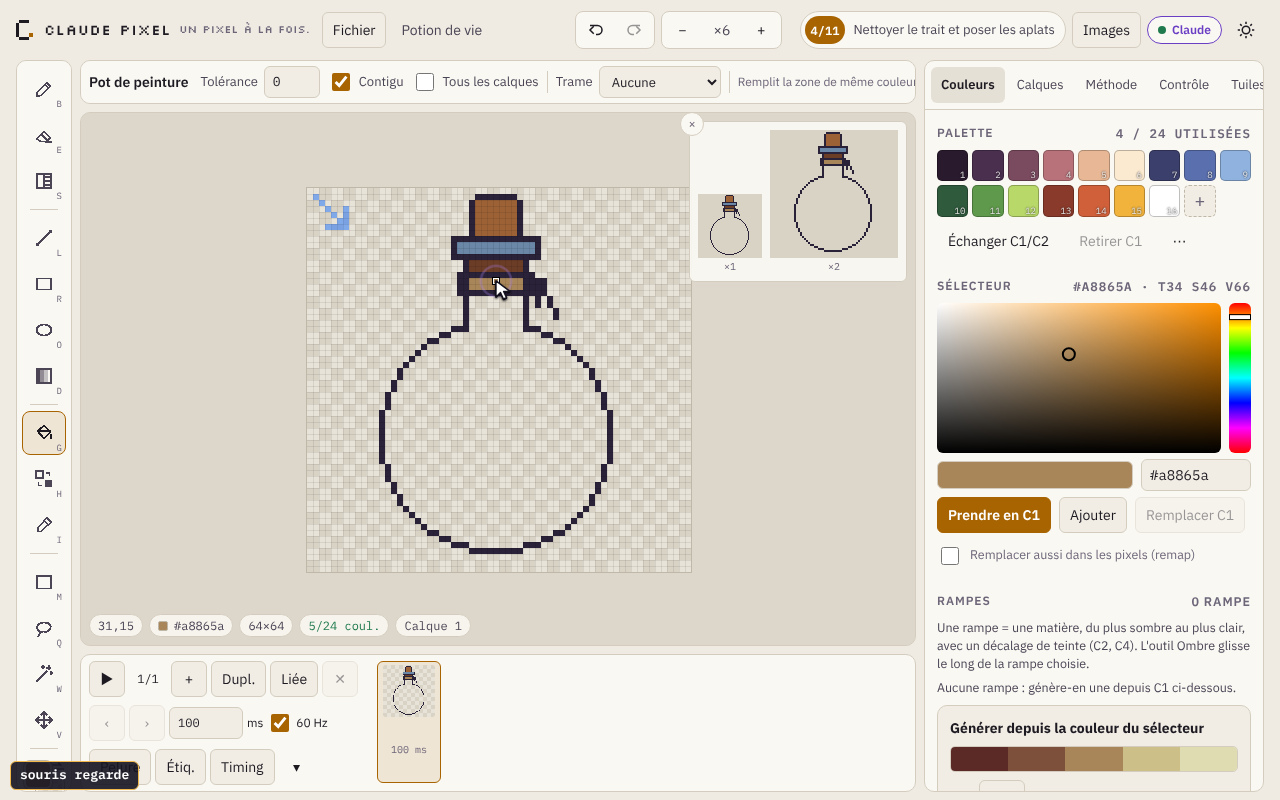 CLAUDE PIXEL UN PIXEL À LA FOIS. Fichier Potion de vie − ×6 + 4/11 Nettoyer le trait et poser les aplats Images Claude
Pot de peinture Tolérance 0 Contigu Tous les calques Trame Aucune Remplit la zone de même couleur
Couleurs Calques Méthode Contrôle Tuiles
B
E
S
L
R
O
D
G
H
I
M
Q
W
V
×
×1 ×2
PALETTE 4 / 24 UTILISÉES
1 2 3 4 5 6 7 8 9
10 11 12 13 14 15 16 +
Échanger C1/C2 Retirer C1 ···
SÉLECTEUR #A8865A · T34 S46 V66
#a8865a
Prendre en C1 Ajouter Remplacer C1
Remplacer aussi dans les pixels (remap)
RAMPES 0 RAMPE
Une rampe = une matière, du plus sombre au plus clair,
avec un décalage de teinte (C2, C4). L'outil Ombre glisse
le long de la rampe choisie.
Aucune rampe : génère-en une depuis C1 ci-dessous.
Générer depuis la couleur du sélecteur
31,15 #a8865a 64×64 5/24 coul. Calque 1
1/1 + Dupl. Liée ×
‹ › 100 ms 60 Hz
Étiq. Timing ▼
100 ms
souris regarde